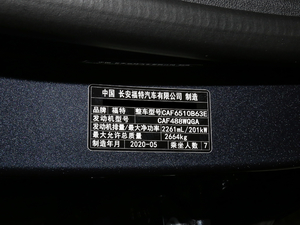 中国 长安福特汽车有限公司 制造
品牌 福特 整车型号 CAF6510B63E
发动机型号 CAF488WQGA
发动机排量/最大净功率 2261mL/201kW
最大允许总质量 2664kg
制造年月 2020-05 乘坐人数 7